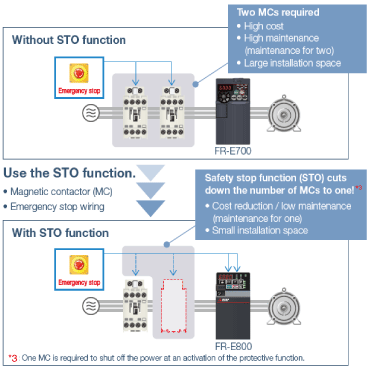 Two MCs required
• High cost
• High maintenance
(maintenance for two)
• Large installation space
Without STO function
Emergency stop
FR-E700
Use the STO function.
• Magnetic contactor (MC)
• Emergency stop wiring
Safety stop function (STO) cuts
down the number of MCs to one!*3
• Cost reduction / low maintenance
(maintenance for one)
• Small installation space
With STO function
Emergency stop
FR-E800
*3 One MC is required to shut off the power at an activation of the protective function.